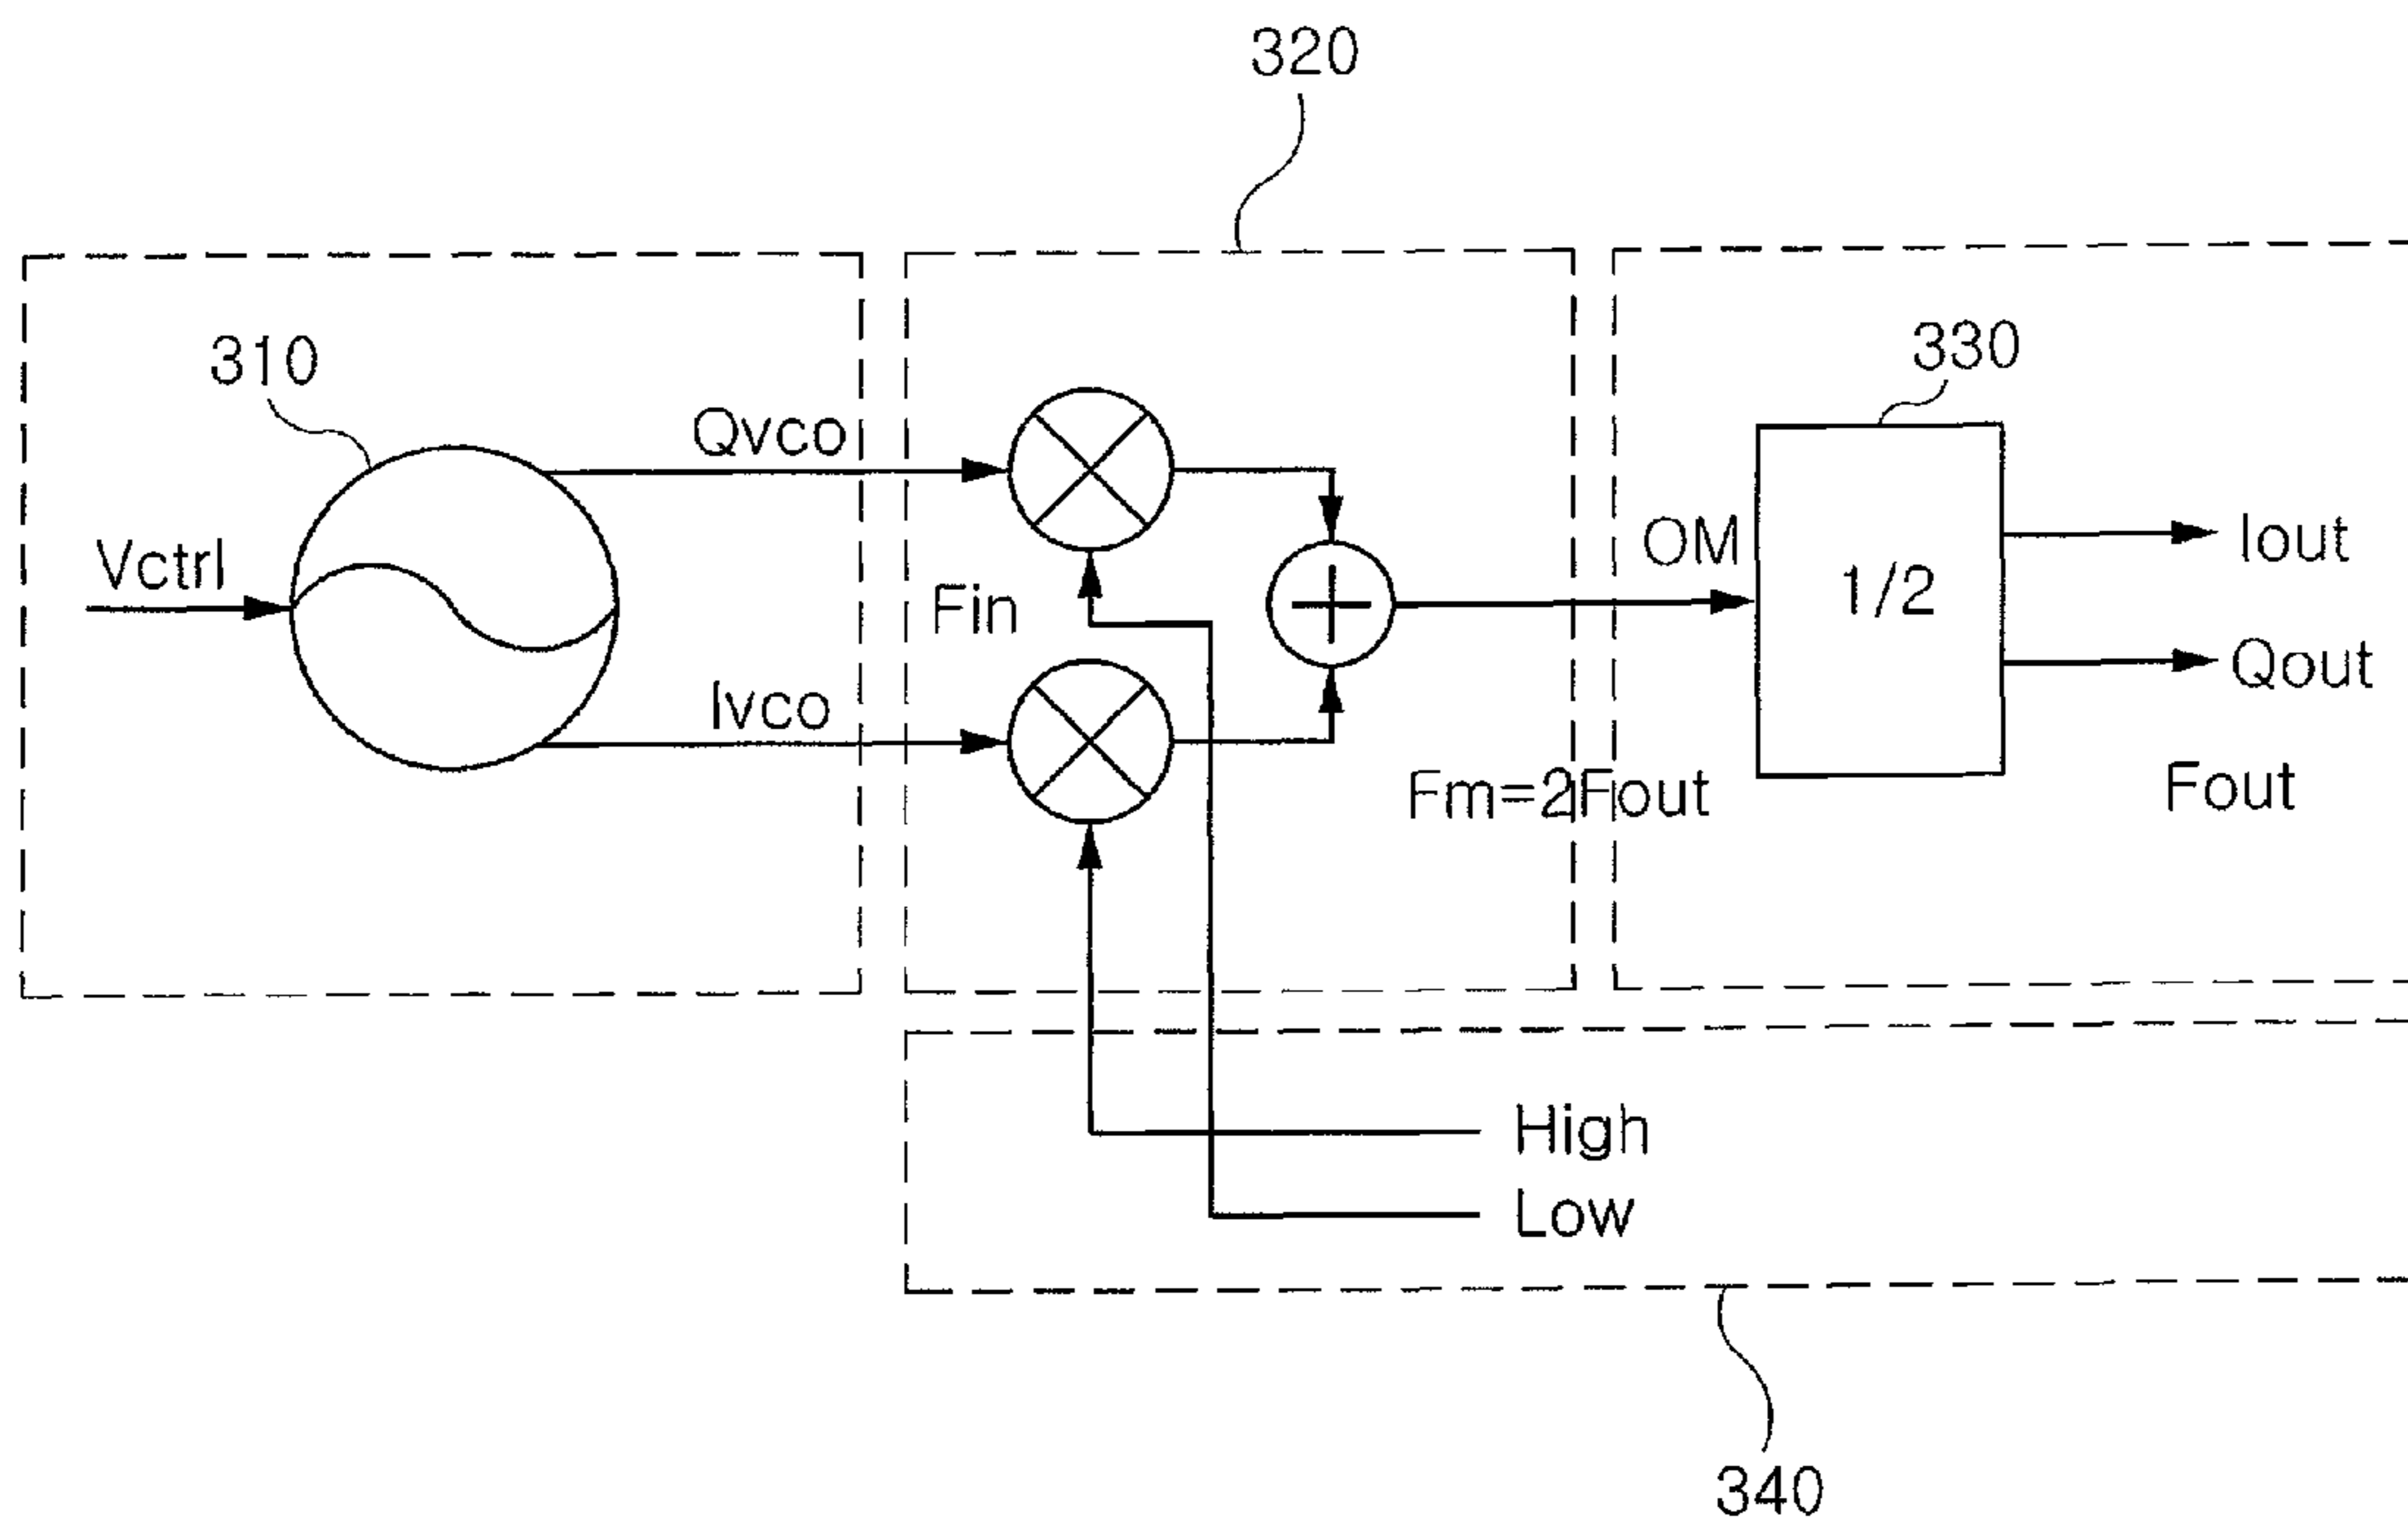 320
310
330
Qvco
Vctrl
Fin
OM
1/2
Iout
Qout
Ivco
Fm=2Fout
Fout
High
Low
340